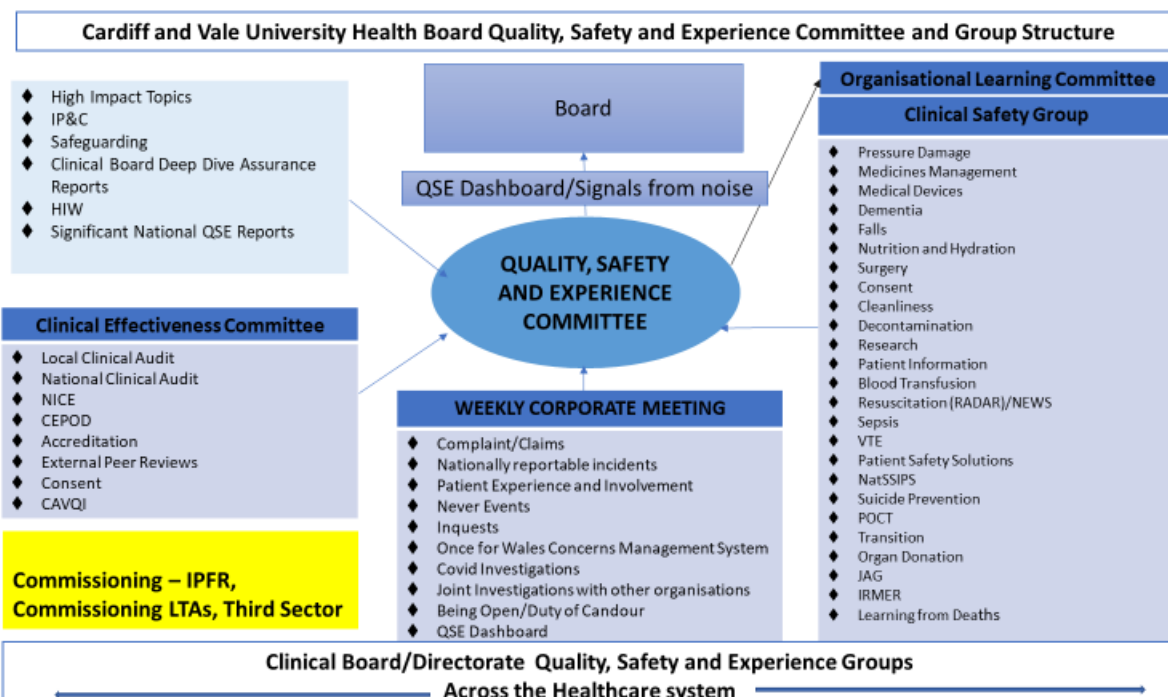 Cardiff and Vale University Health Board Quality, Safety and Experience Committee and Group Structure
High Impact Topics
IP&C
Safeguarding
Clinical Board Deep Dive Assurance
Reports
HIW
Significant National QSE Reports
Board
QSE Dashboard/Signals from noise
QUALITY, SAFETY
AND EXPERIENCE
COMMITTEE
Clinical Effectiveness Committee
Local Clinical Audit
National Clinical Audit
NICE
CEPOD
Accreditation
External Peer Reviews
Consent
CAVQI
Commissioning – IPFR,
Commissioning LTAs, Third Sector
WEEKLY CORPORATE MEETING
Complaint/Claims
Nationally reportable incidents
Patient Experience and Involvement
Never Events
Inquests
Once for Wales Concerns Management System
Covid Investigations
Joint Investigations with other organisations
Being Open/Duty of Candour
QSE Dashboard
Organisational Learning Committee
Clinical Safety Group
Pressure Damage
Medicines Management
Medical Devices
Dementia
Falls
Nutrition and Hydration
Surgery
Consent
Cleanliness
Decontamination
Research
Patient Information
Blood Transfusion
Resuscitation (RADAR)/NEWS
Sepsis
VTE
Patient Safety Solutions
NatSSIPS
Suicide Prevention
POCT
Transition
Organ Donation
JAG
IRMER
Learning from Deaths
Clinical Board/Directorate Quality, Safety and Experience Groups
Across the Healthcare system